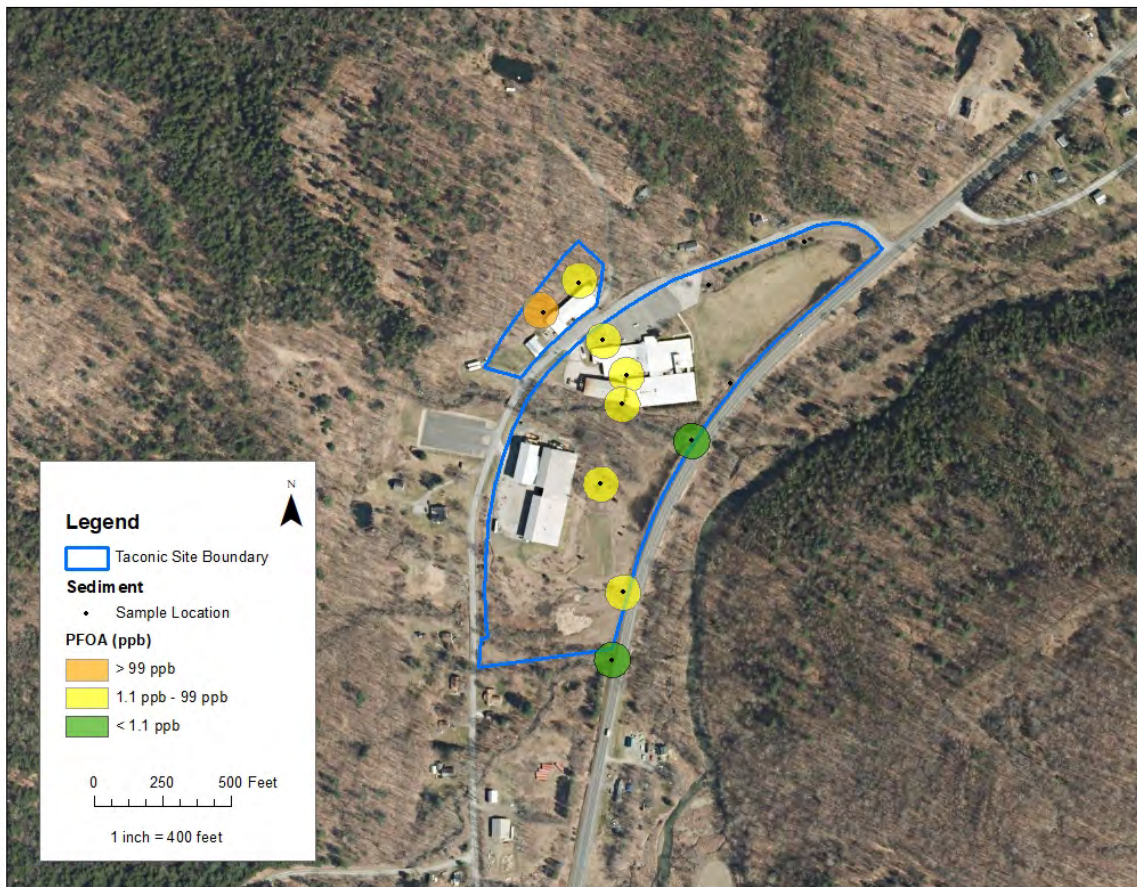 N
Legend
Taconic Site Boundary
Sediment
Sample Location
PFOA (ppb)
> 99 ppb
1.1 ppb - 99 ppb
< 1.1 ppb
0 250 500 Feet
1 inch = 400 feet